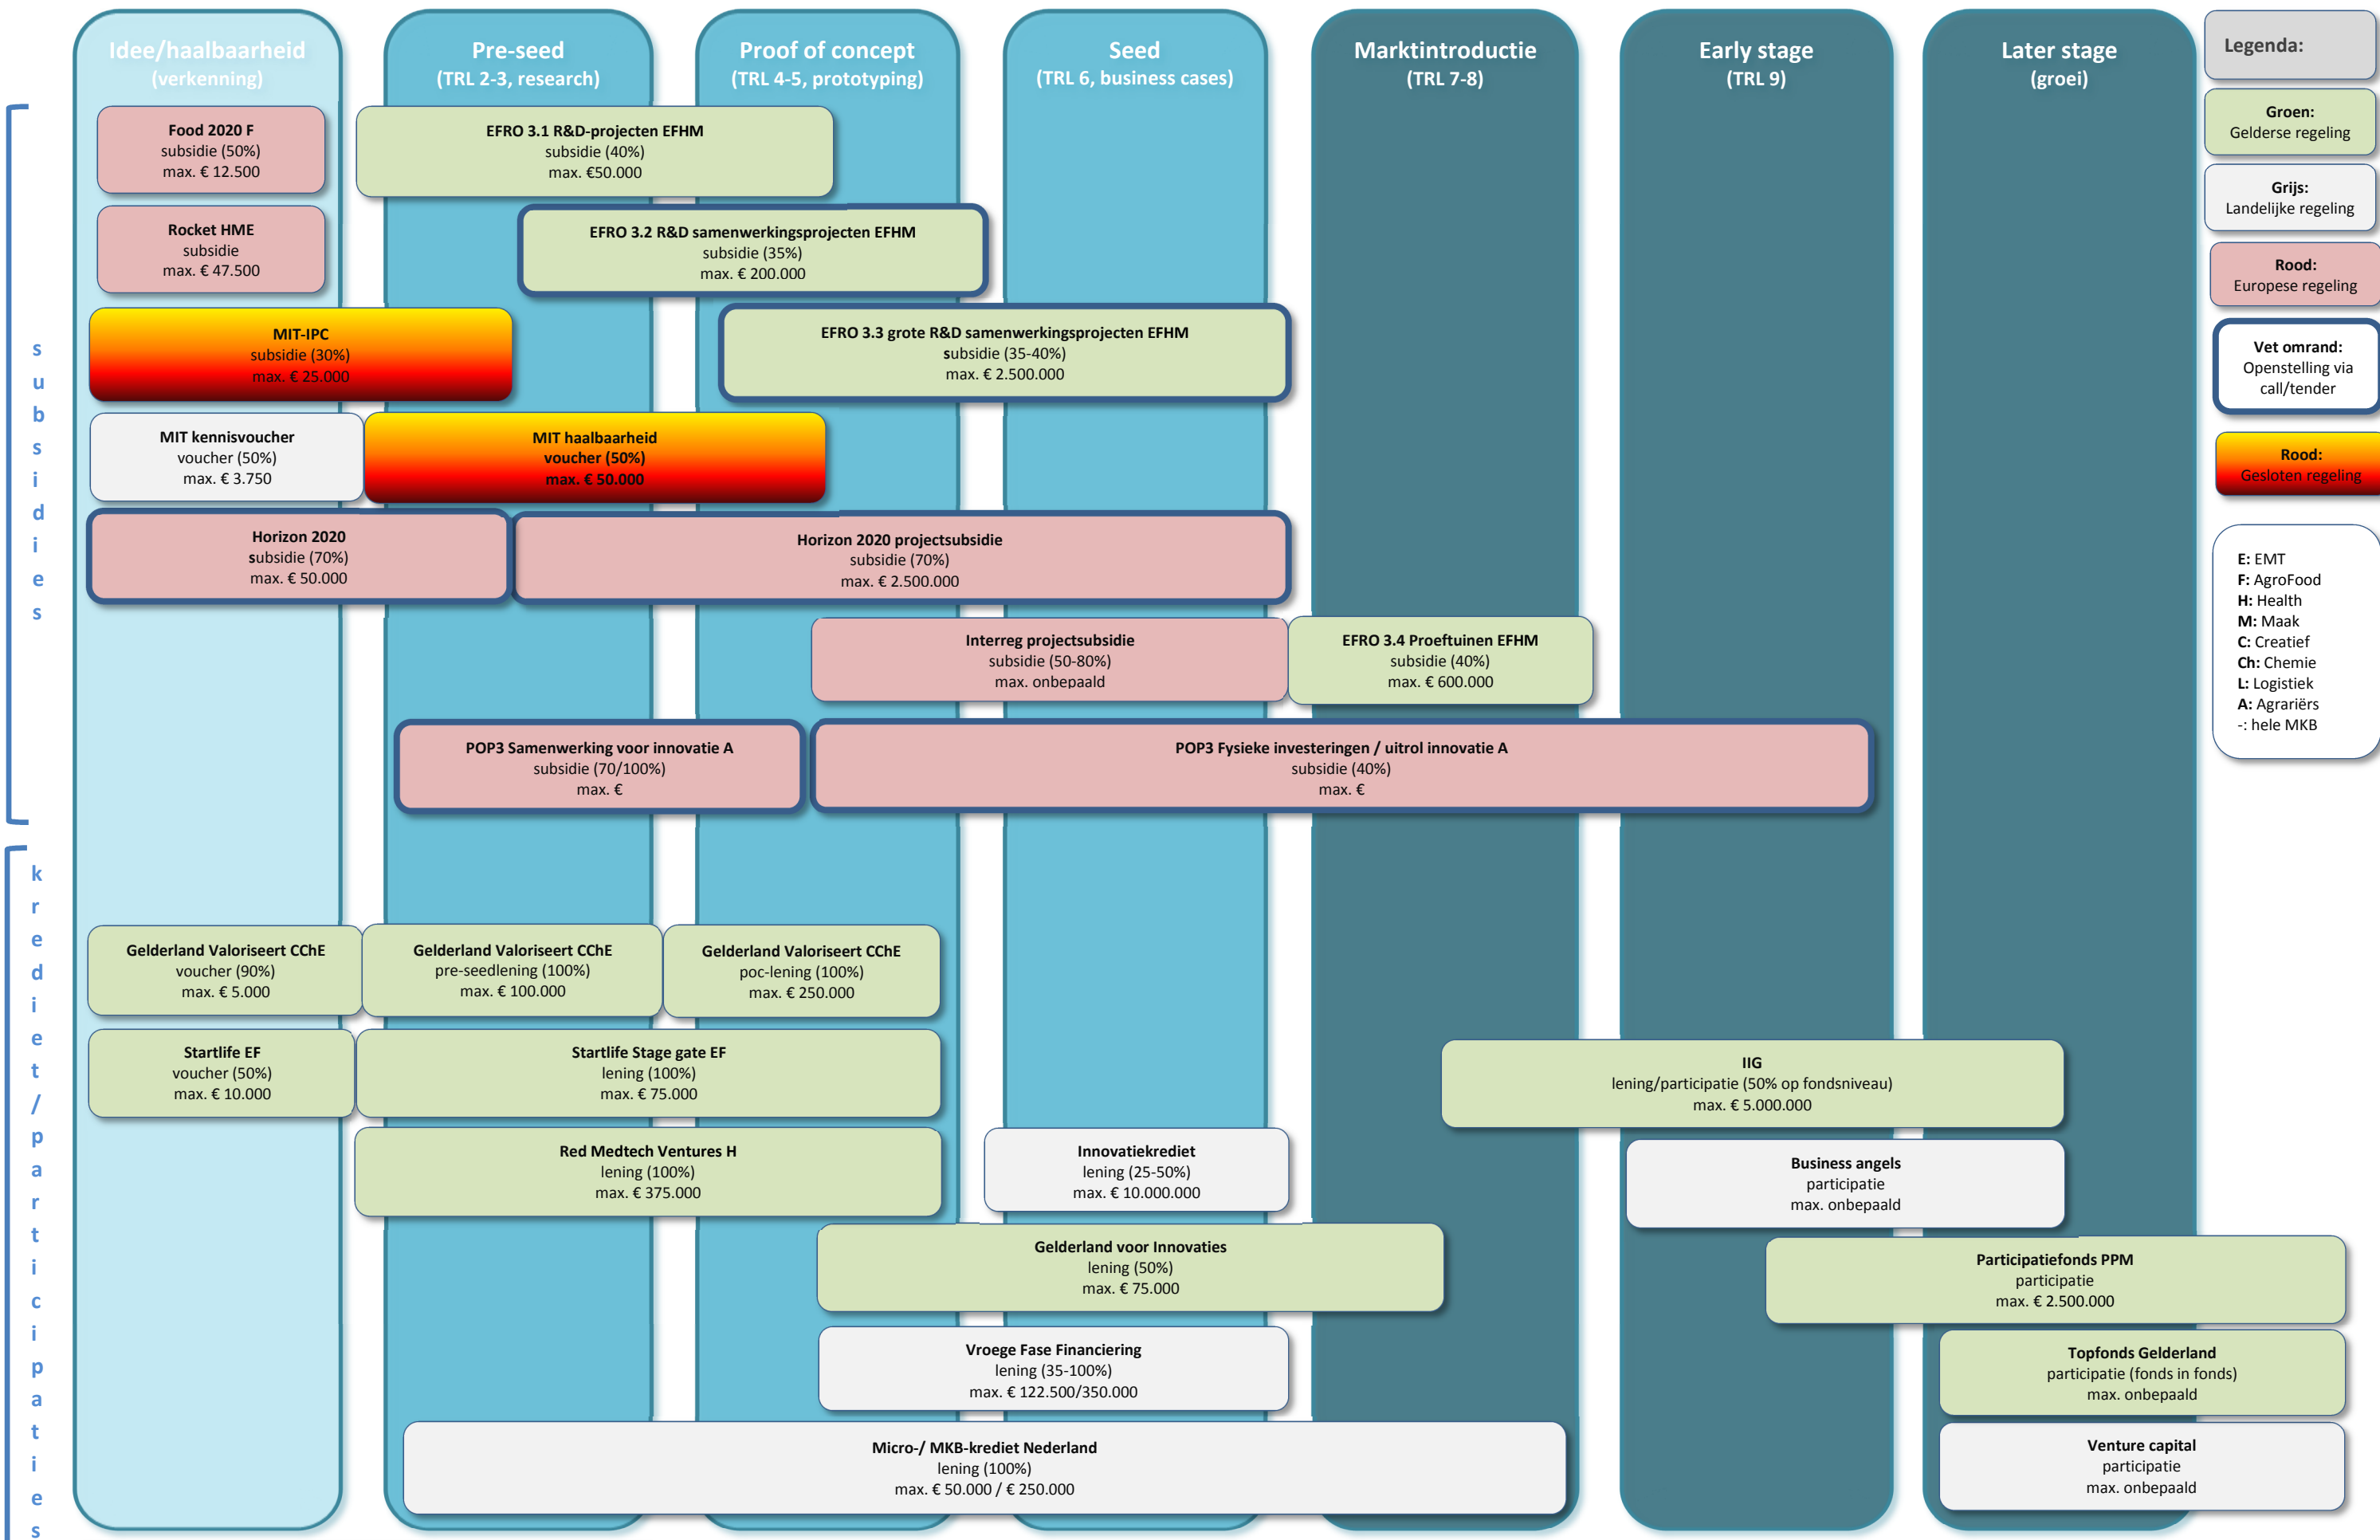 Idee/haalbaarheid
(verkenning)
Pre-seed
(TRL 2-3, research)
Proof of concept
(TRL 4-5, prototyping)
Seed
(TRL 6, business cases)
Marktintroductie
(TRL 7-8)
Early stage
(TRL 9)
Later stage
(groei)
Legenda:
Groen:
Gelderse regeling
Grijs:
Landelijke regeling
Rood:
Europese regeling
Vet omrand:
Openstelling via
call/tender
Rood:
Gesloten regeling
E: EMT
F: AgroFood
H: Health
M: Maak
C: Creatief
Ch: Chemie
L: Logistiek
A: Agrariërs
-: hele MKB
subsidies
Food 2020 F
subsidie (50%)
max. € 12.500
EFRO 3.1 R&D-projecten EFHM
subsidie (40%)
max. €50.000
Rocket HME
subsidie
max. € 47.500
EFRO 3.2 R&D samenwerkingsprojecten EFHM
subsidie (35%)
max. € 200.000
MIT-IPC
subsidie (30%)
max. € 25.000
EFRO 3.3 grote R&D samenwerkingsprojecten EFHM
subsidie (35-40%)
max. € 2.500.000
MIT kennisvoucher
voucher (50%)
max. € 3.750
MIT haalbaarheid
voucher (50%)
max. € 50.000
Horizon 2020
subsidie (70%)
max. € 50.000
Horizon 2020 projectsubsidie
subsidie (70%)
max. € 2.500.000
Interreg projectsubsidie
subsidie (50-80%)
max. onbepaald
EFRO 3.4 Proeftuinen EFHM
subsidie (40%)
max. € 600.000
POP3 Samenwerking voor innovatie A
subsidie (70/100%)
max. €
POP3 Fysieke investeringen / uitrol innovatie A
subsidie (40%)
max. €
krediet/participaties
Gelderland Valoriseert CChE
voucher (90%)
max. € 5.000
Gelderland Valoriseert CChE
pre-seedlening (100%)
max. € 100.000
Gelderland Valoriseert CChE
poc-lening (100%)
max. € 250.000
Startlife EF
voucher (50%)
max. € 10.000
Startlife Stage gate EF
lening (100%)
max. € 75.000
IIG
lening/participatie (50% op fondsniveau)
max. € 5.000.000
Red Medtech Ventures H
lening (100%)
max. € 375.000
Innovatiekrediet
lening (25-50%)
max. € 10.000.000
Business angels
participatie
max. onbepaald
Gelderland voor Innovaties
lening (50%)
max. € 75.000
Participatiefonds PPM
participatie
max. € 2.500.000
Vroege Fase Financiering
lening (35-100%)
max. € 122.500/350.000
Topfonds Gelderland
participatie (fonds in fonds)
max. onbepaald
Micro-/ MKB-krediet Nederland
lening (100%)
max. € 50.000 / € 250.000
Venture capital
participatie
max. onbepaald